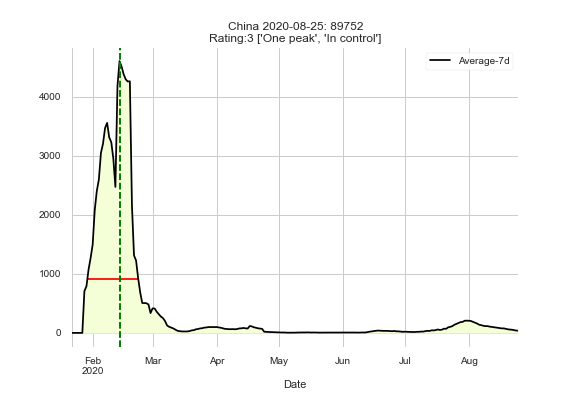 China 2020-08-25: 89752
Rating:3 ['One peak', 'In control']
Average-7d
4000
3000
2000
1000
0
Feb
2020
Mar
Apr
May
Jun
Jul
Aug
Date